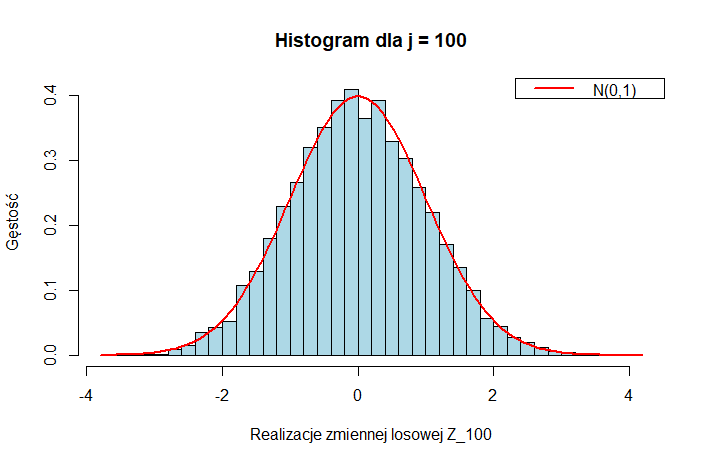 Histogram dla j = 100
N(0,1)
Gęstość
0.4
0.3
0.2
0.1
0.0
-4 -2 0 2 4
Realizacje zmiennej losowej Z_100